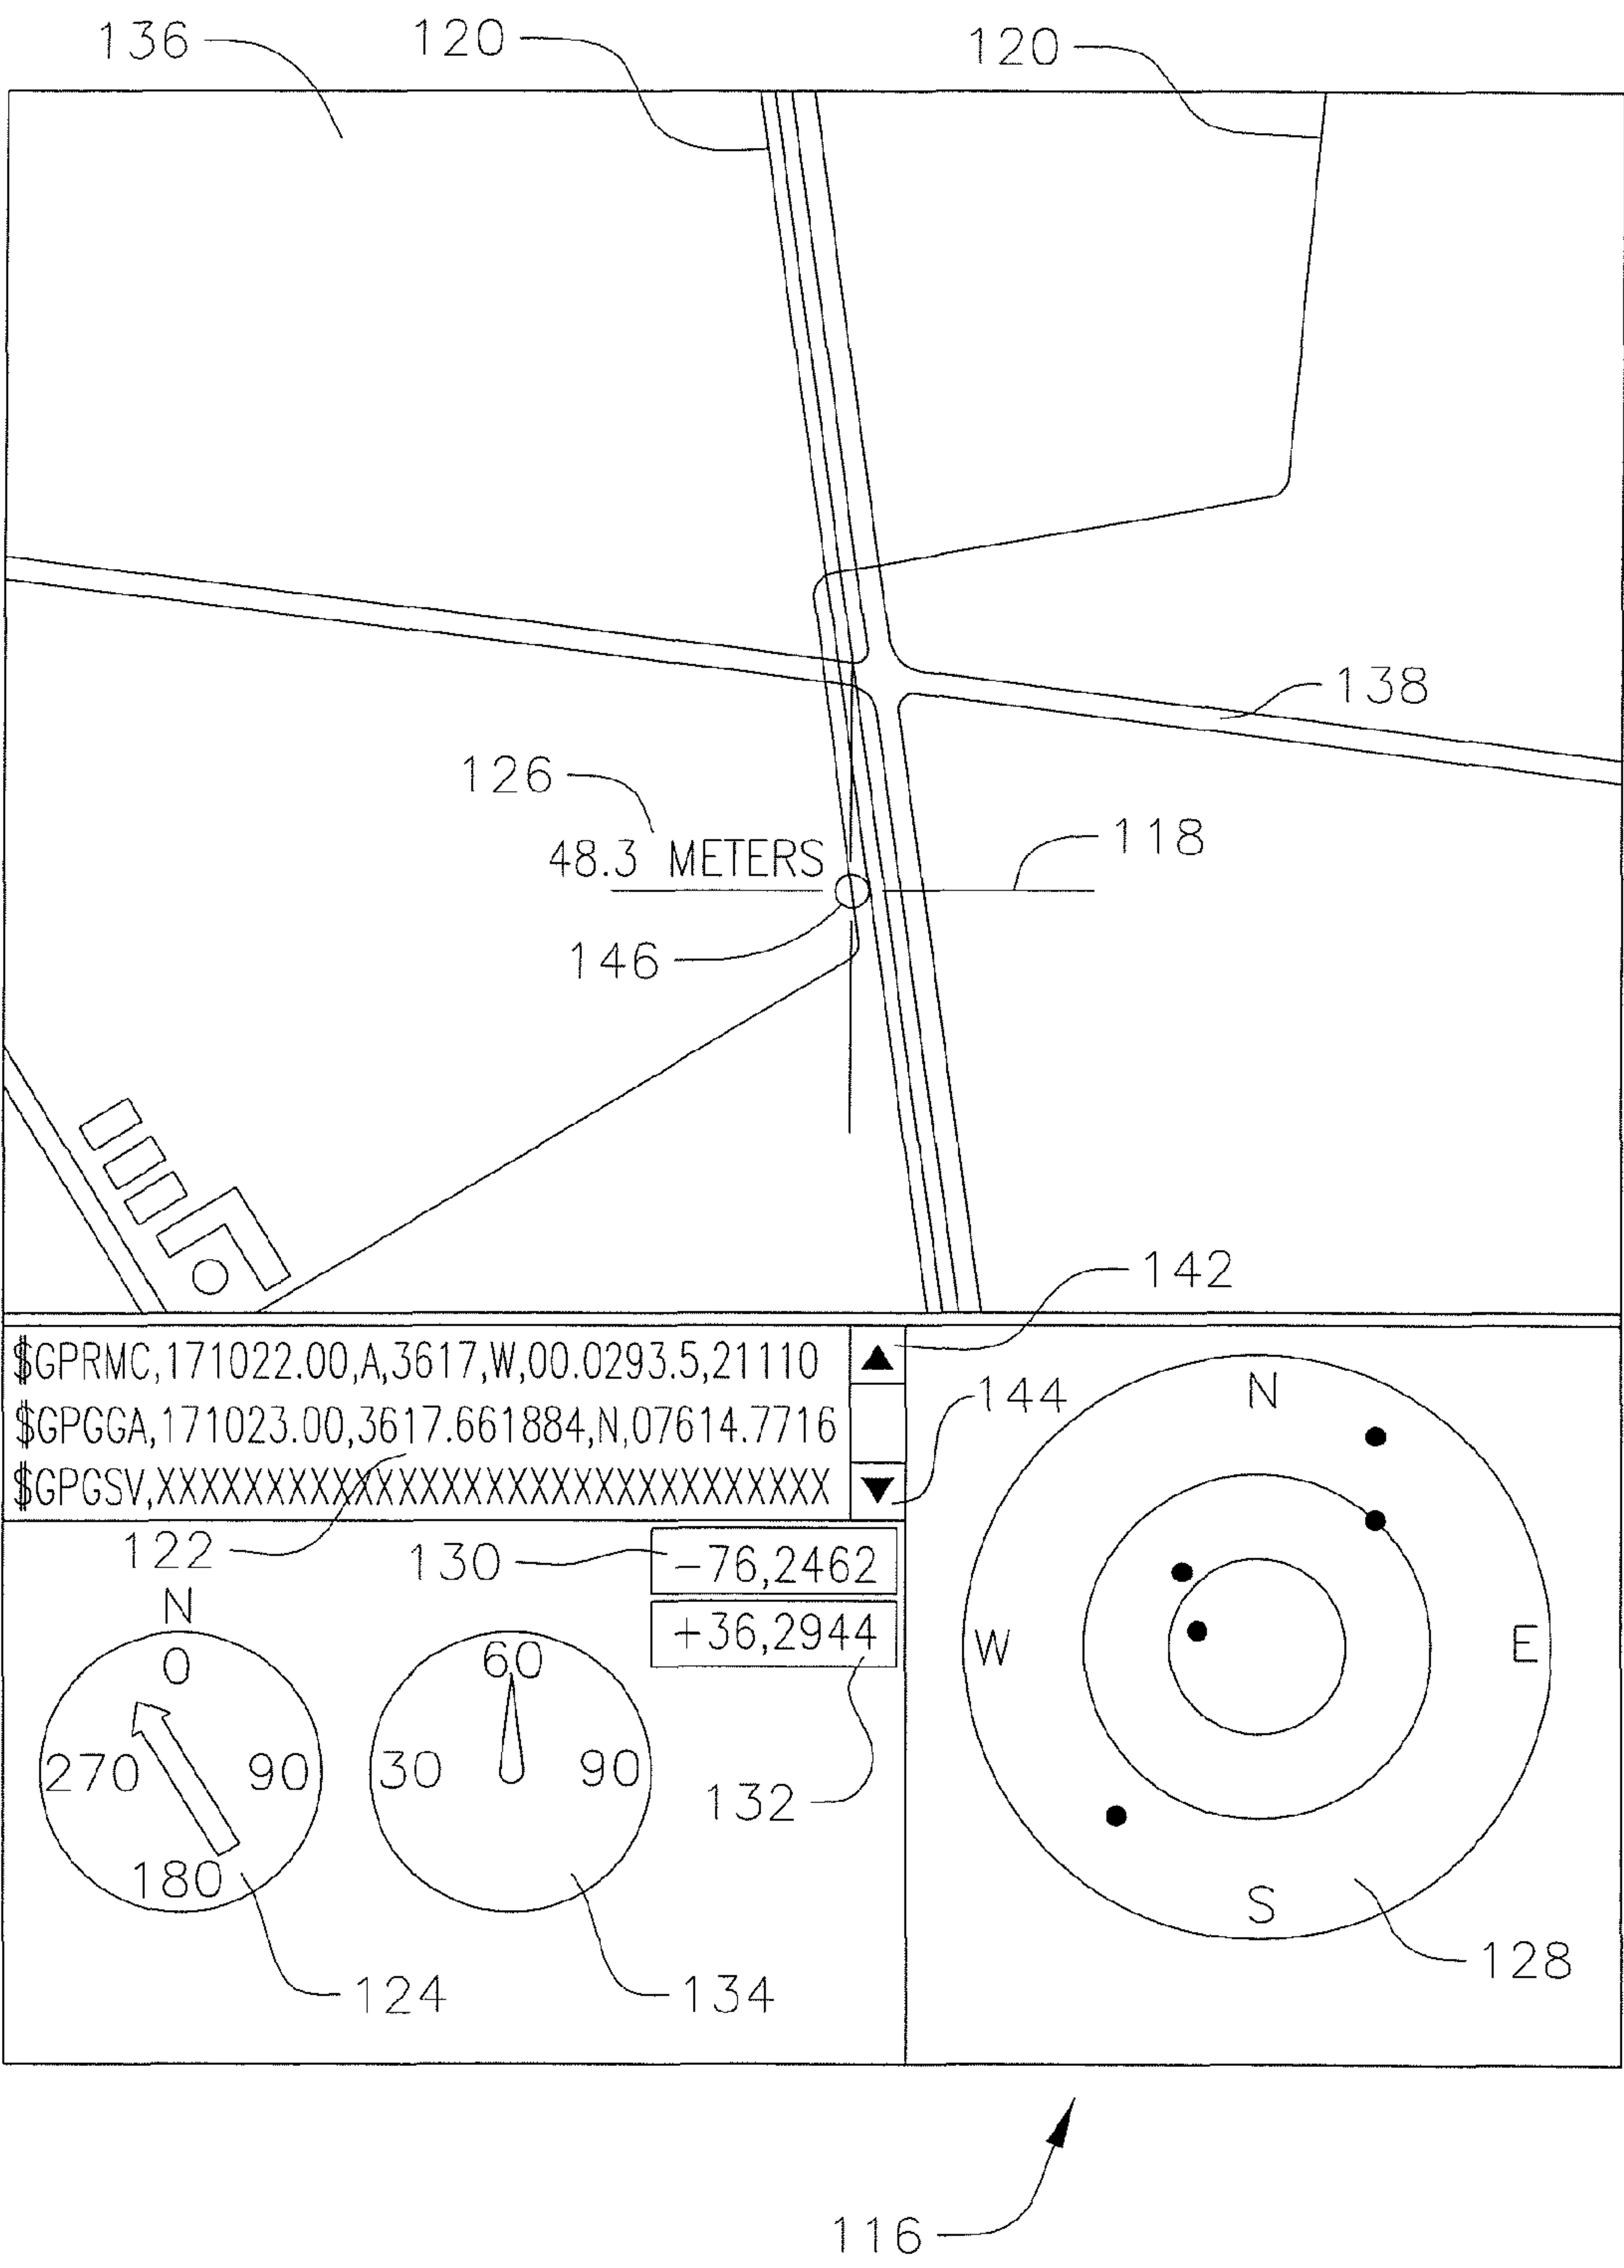 136 120 120
138
126
118
48.3 METERS
146
142
$GPRMC,171022.00,A,3617,W,00.0293.5,21110
144
$GPGGA,171023.00,3617.661884,N,07614.7716
$GPGSV,XXXXXXXXXXXXXXXXXXXXXXXXXXXXXXX
122 130
-76,2462
+36,2944
132
N
0
270 90
180
124
60
30 90
134
N
W E
S
128
116